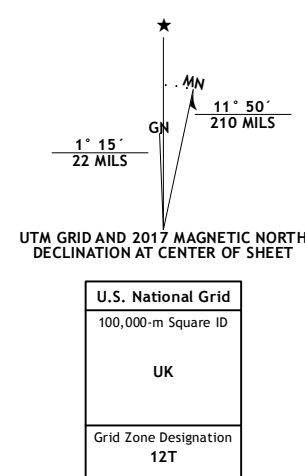 ★
MN
GN
11° 50´
210 MILS
1° 15´
22 MILS
UTM GRID AND 2017 MAGNETIC NORTH
DECLINATION AT CENTER OF SHEET
U.S. National Grid
100,000-m Square ID
UK
Grid Zone Designation
12T